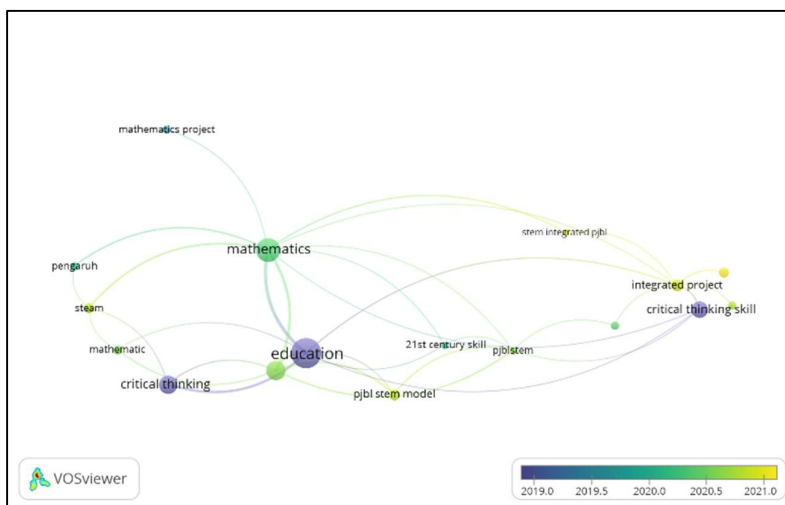 mathematics project
mathematics
stem integrated pjbl
pengaruh
integrated project
steam
critical thinking skill
21st century skill
mathematic
pjblstem
education
critical thinking
pjbl stem model
VOSviewer
2019.0 2019.5 2020.0 2020.5 2021.0